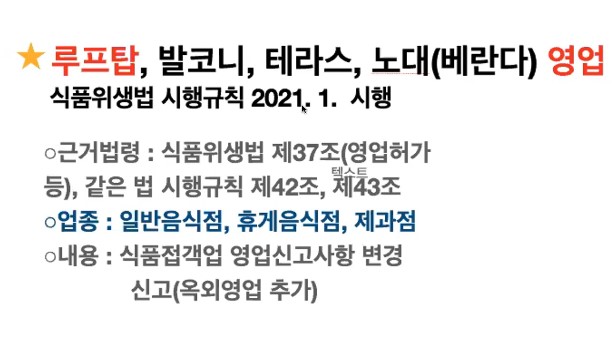 ★ 루프탑, 발코니, 테라스, 노대(베란다) 영업
식품위생법 시행규칙 2021. 1. 시행
○근거법령 : 식품위생법 제37조(영업허가
등), 같은 법 시행규칙 제42조, 제43조
텍스트
○업종 : 일반음식점, 휴게음식점, 제과점
○내용 : 식품접객업 영업신고사항 변경
신고(옥외영업 추가)